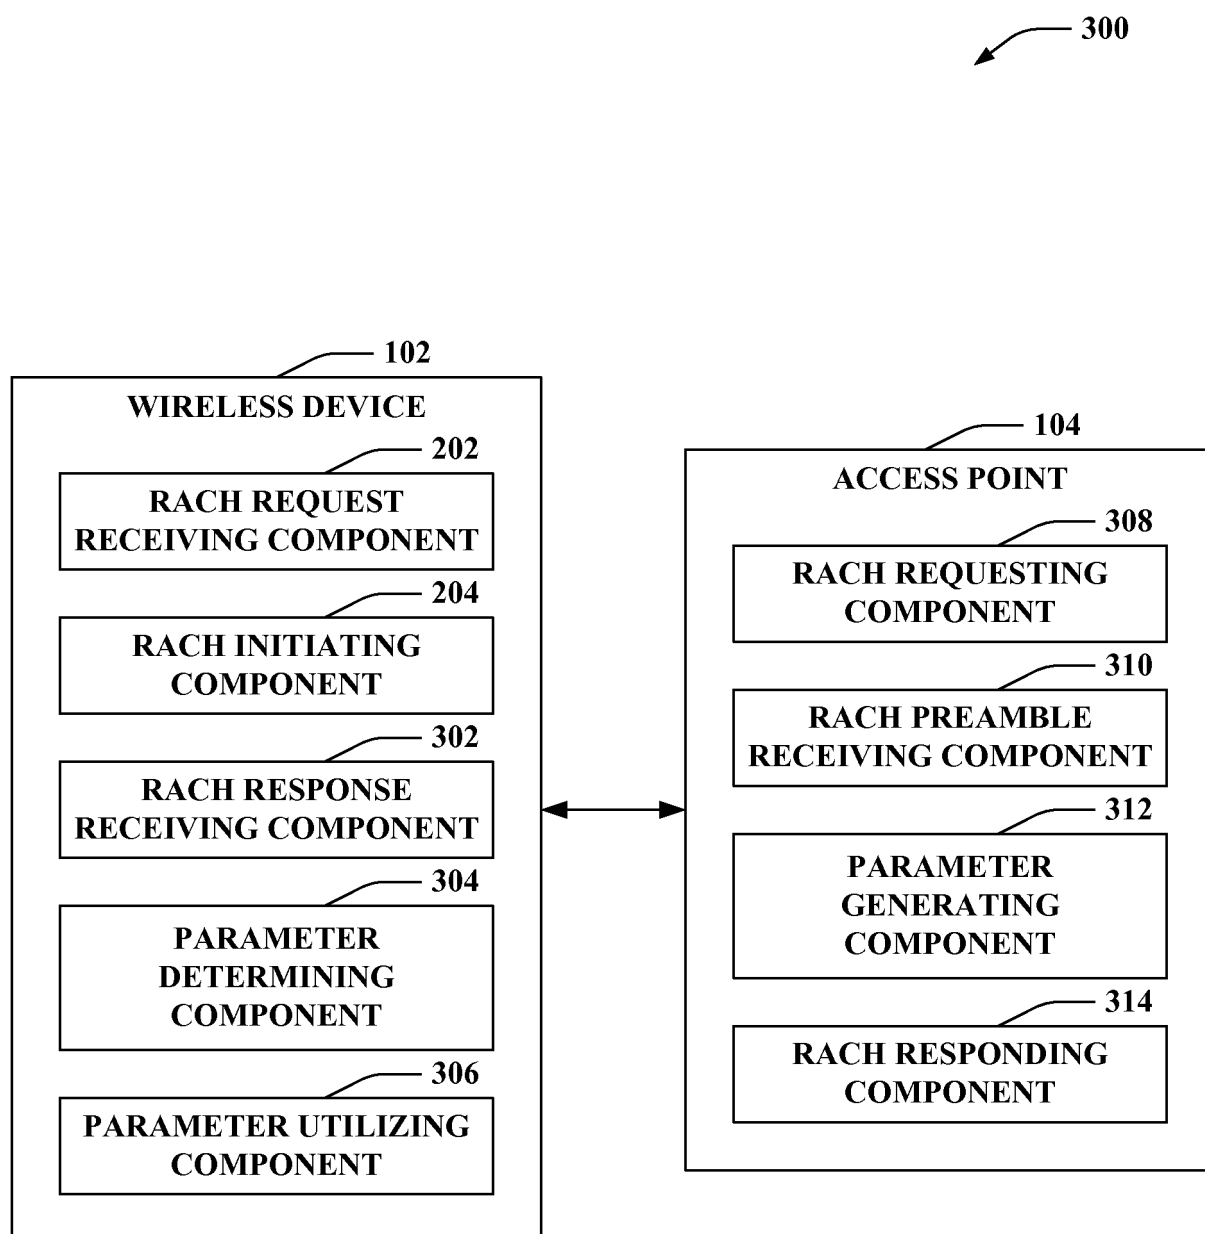 300
102
WIRELESS DEVICE
202
RACH REQUEST
RECEIVING COMPONENT
204
RACH INITIATING
COMPONENT
302
RACH RESPONSE
RECEIVING COMPONENT
304
PARAMETER
DETERMINING
COMPONENT
306
PARAMETER UTILIZING
COMPONENT
104
ACCESS POINT
308
RACH REQUESTING
COMPONENT
310
RACH PREAMBLE
RECEIVING COMPONENT
312
PARAMETER
GENERATING
COMPONENT
314
RACH RESPONDING
COMPONENT